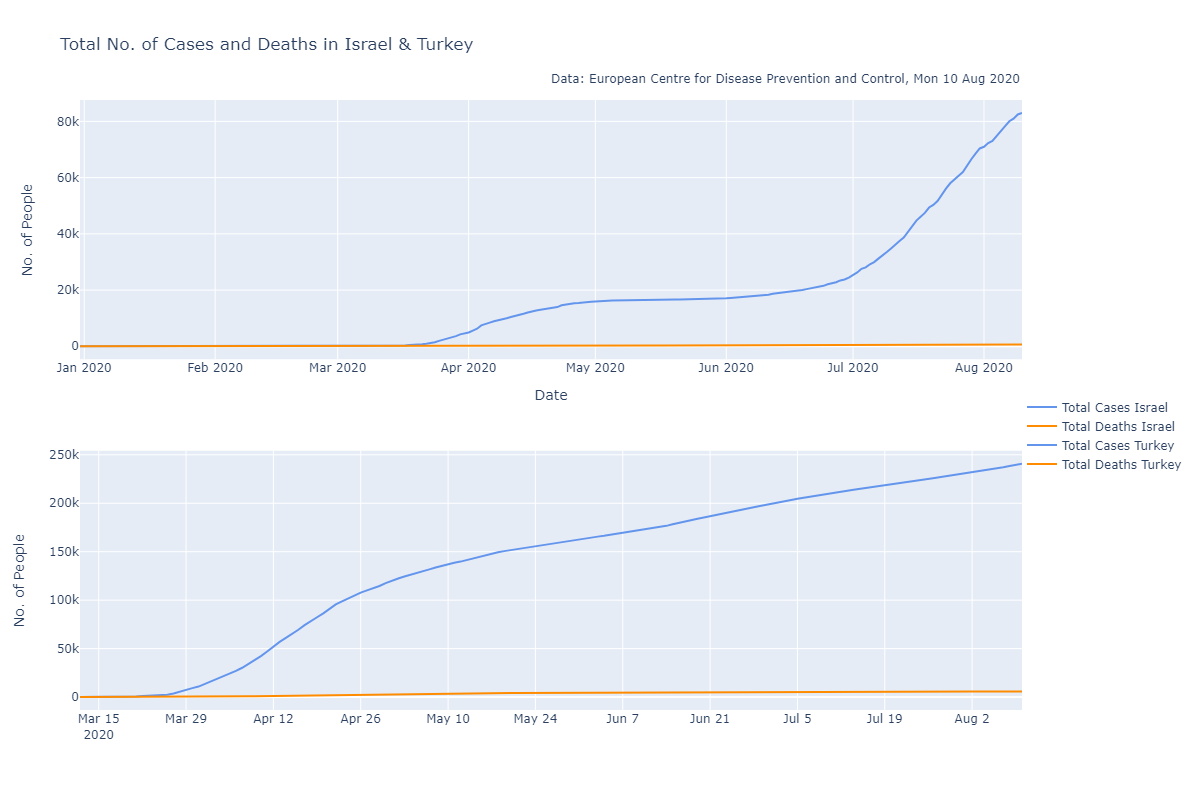 Total No. of Cases and Deaths in Israel & Turkey
Data: European Centre for Disease Prevention and Control, Mon 10 Aug 2020
80k
60k
40k
20k
0
No. of People
Jan 2020 Feb 2020 Mar 2020 Apr 2020 May 2020 Jun 2020 Jul 2020 Aug 2020
Date
Total Cases Israel
Total Deaths Israel
Total Cases Turkey
Total Deaths Turkey
250k
200k
150k
100k
50k
0
No. of People
Mar 15 Mar 29 Apr 12 Apr 26 May 10 May 24 Jun 7 Jun 21 Jul 5 Jul 19 Aug 2
2020